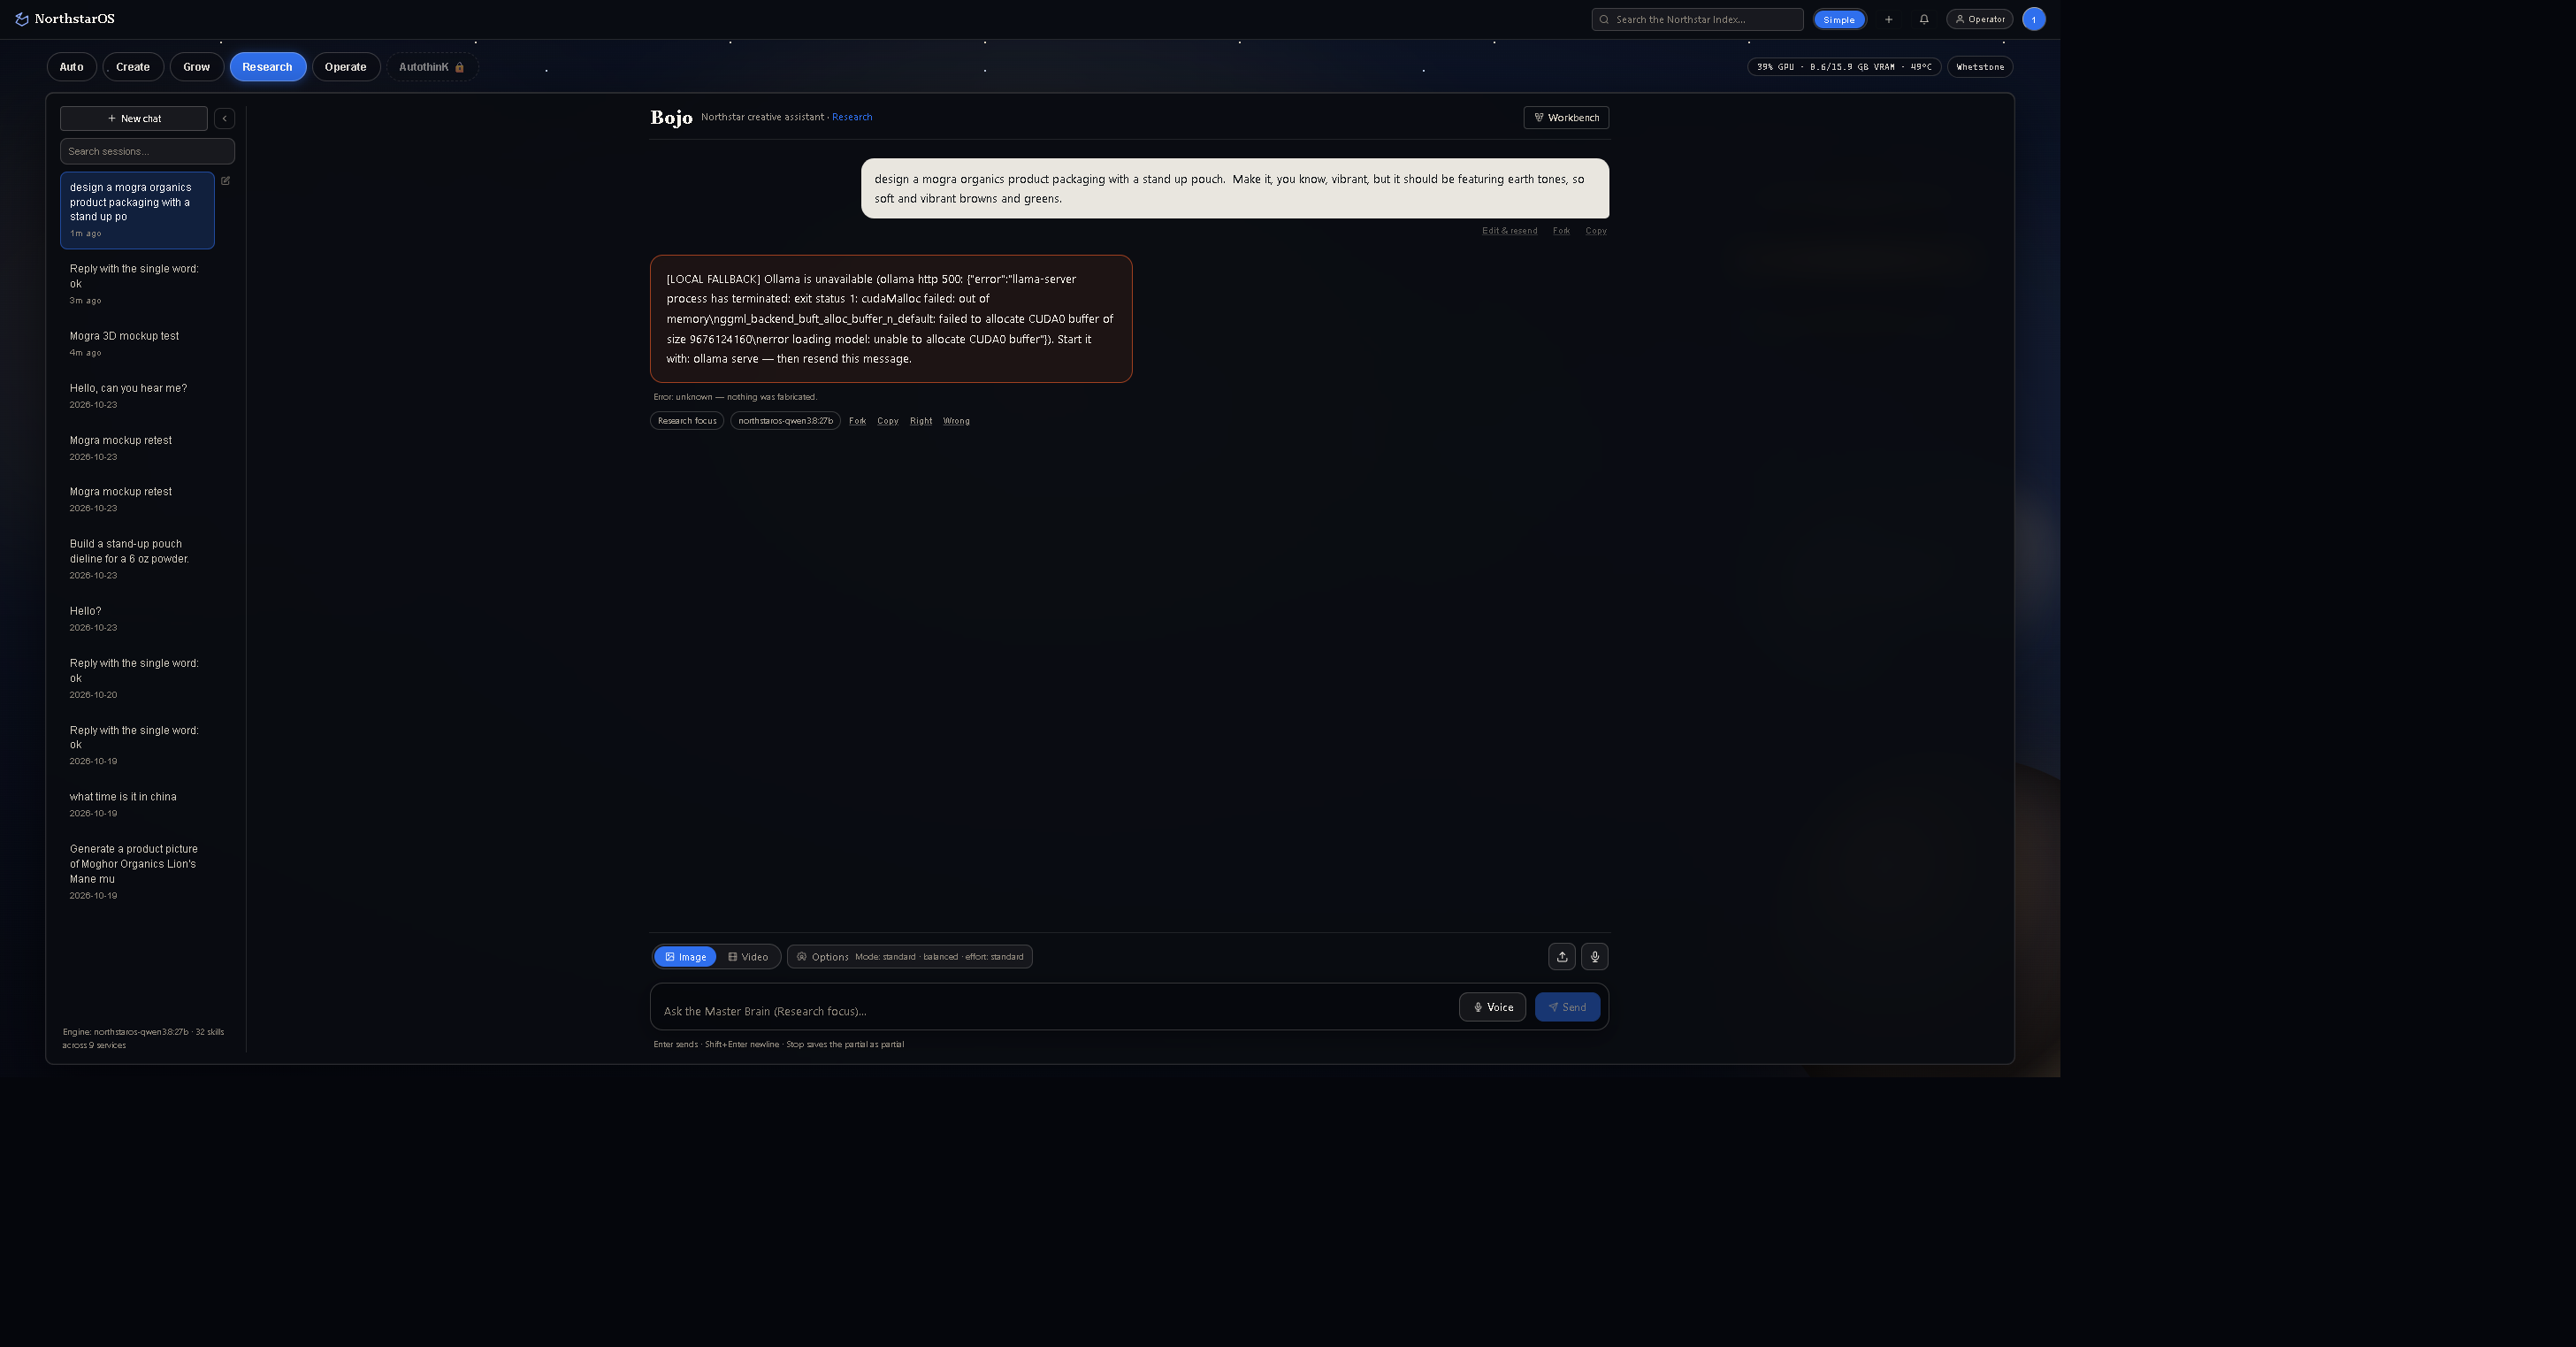 NorthstarOS
Search the Northstar Index...
Simple
Operator
1
Auto
Create
Grow
Research
Operate
AutothinK
39% GPU · 8.6/15.9 GB VRAM · 49°C
Whetstone
New chat
Search sessions...
design a mogra organics
product packaging with a
stand up po
1m ago
Reply with the single word:
ok
3m ago
Mogra 3D mockup test
4m ago
Hello, can you hear me?
2026-10-23
Mogra mockup retest
2026-10-23
Mogra mockup retest
2026-10-23
Build a stand-up pouch
dieline for a 6 oz powder.
2026-10-23
Hello?
2026-10-23
Reply with the single word:
ok
2026-10-20
Reply with the single word:
ok
2026-10-19
what time is it in china
2026-10-19
Generate a product picture
of Moghor Organics Lion's
Mane mu
2026-10-19
Engine: northstaros-qwen3.8:27b · 32 skills
across 9 services
Bojo
Northstar creative assistant · Research
Workbench
design a mogra organics product packaging with a stand up pouch.  Make it, you know, vibrant, but it should be featuring earth tones, so
soft and vibrant browns and greens.
Edit & resend
Fork
Copy
[LOCAL FALLBACK] Ollama is unavailable (ollama http 500: {"error":"llama-server
process has terminated: exit status 1: cudaMalloc failed: out of
memory\nggml_backend_buft_alloc_buffer_n_default: failed to allocate CUDA0 buffer of
size 9676124160\nerror loading model: unable to allocate CUDA0 buffer"}). Start it
with: ollama serve — then resend this message.
Error: unknown — nothing was fabricated.
Research focus
northstaros-qwen3.8:27b
Fork
Copy
Right
Wrong
Image
Video
Options
Mode: standard · balanced · effort: standard
Ask the Master Brain (Research focus)...
Voice
Send
Enter sends · Shift+Enter newline · Stop saves the partial as partial